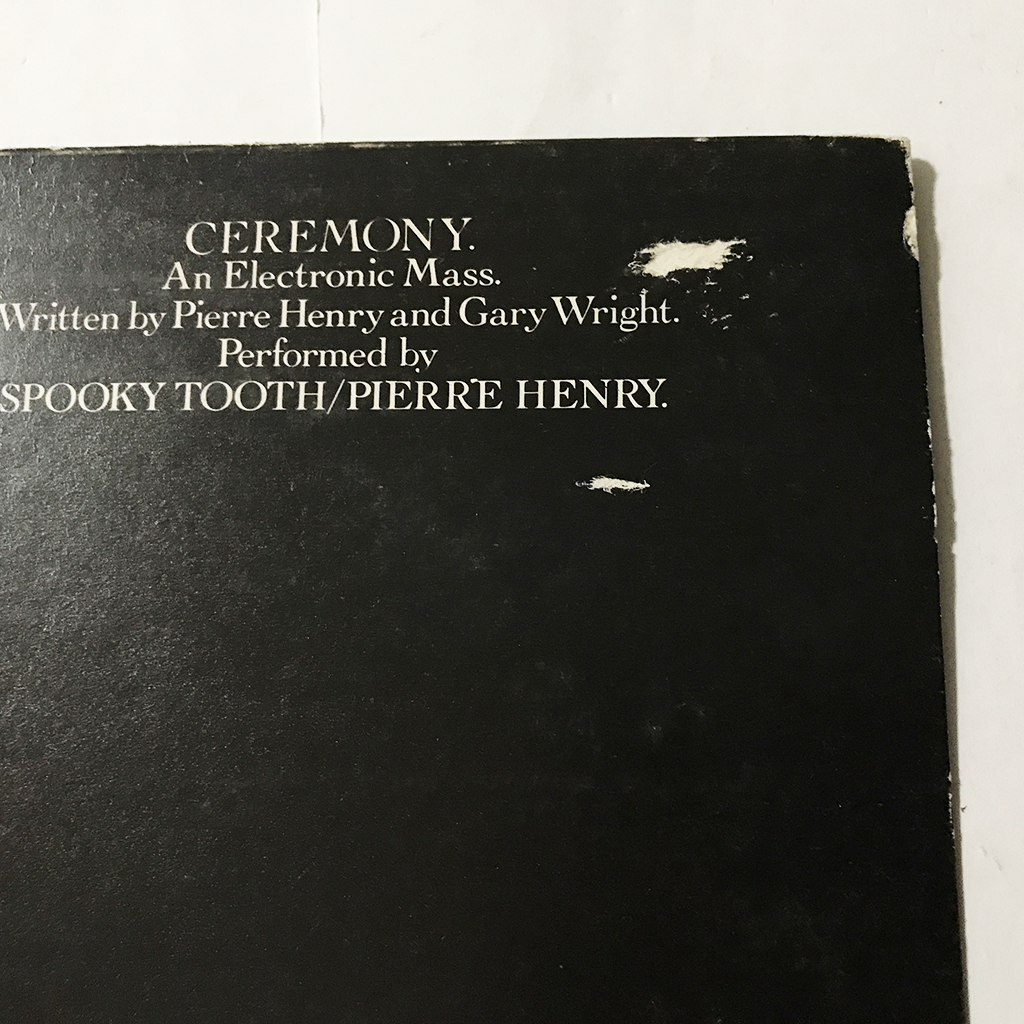 CEREMONY.
An Electronic Mass.
Written by Pierre Henry and Gary Wright.
Performed by
SPOOKY TOOTH/PIERRE HENRY.